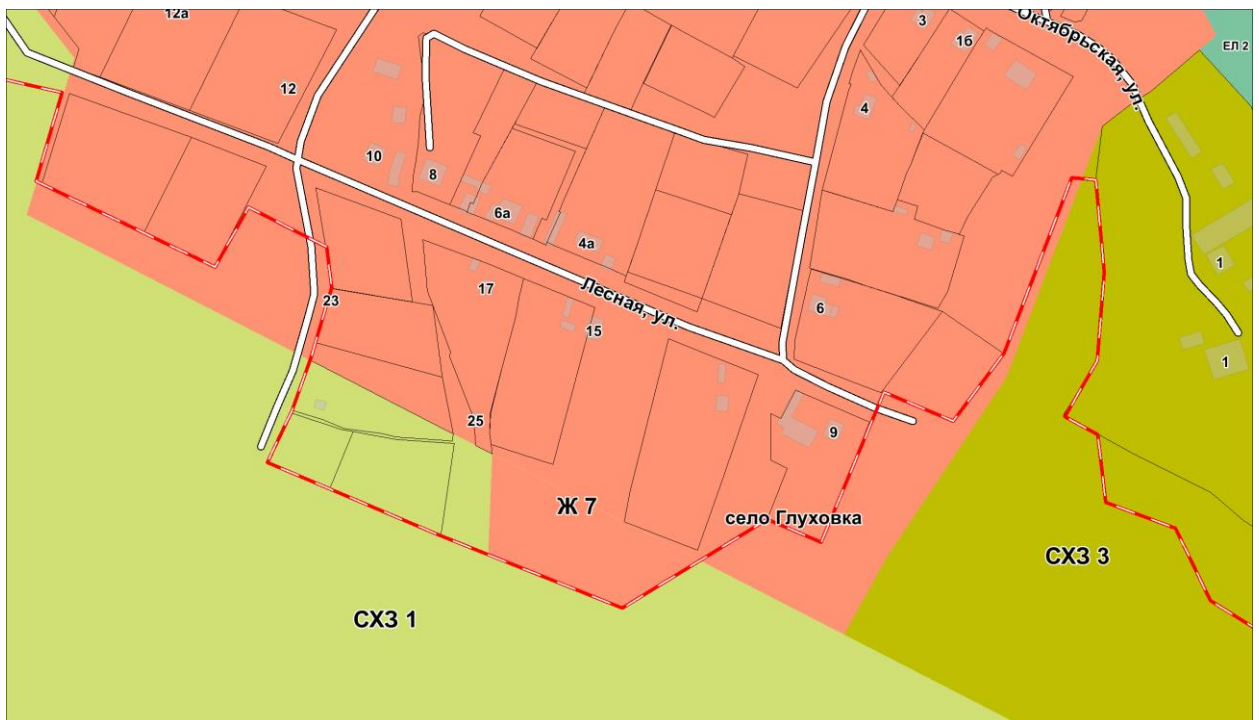 12а
3
1б
Октябрьская, ул.
ЕЛ 2
12
4
10
8
6а
4а
1
17
23
Лесная, ул.
6
15
1
25
9
Ж 7
село Глуховка
СХЗ 3
СХЗ 1